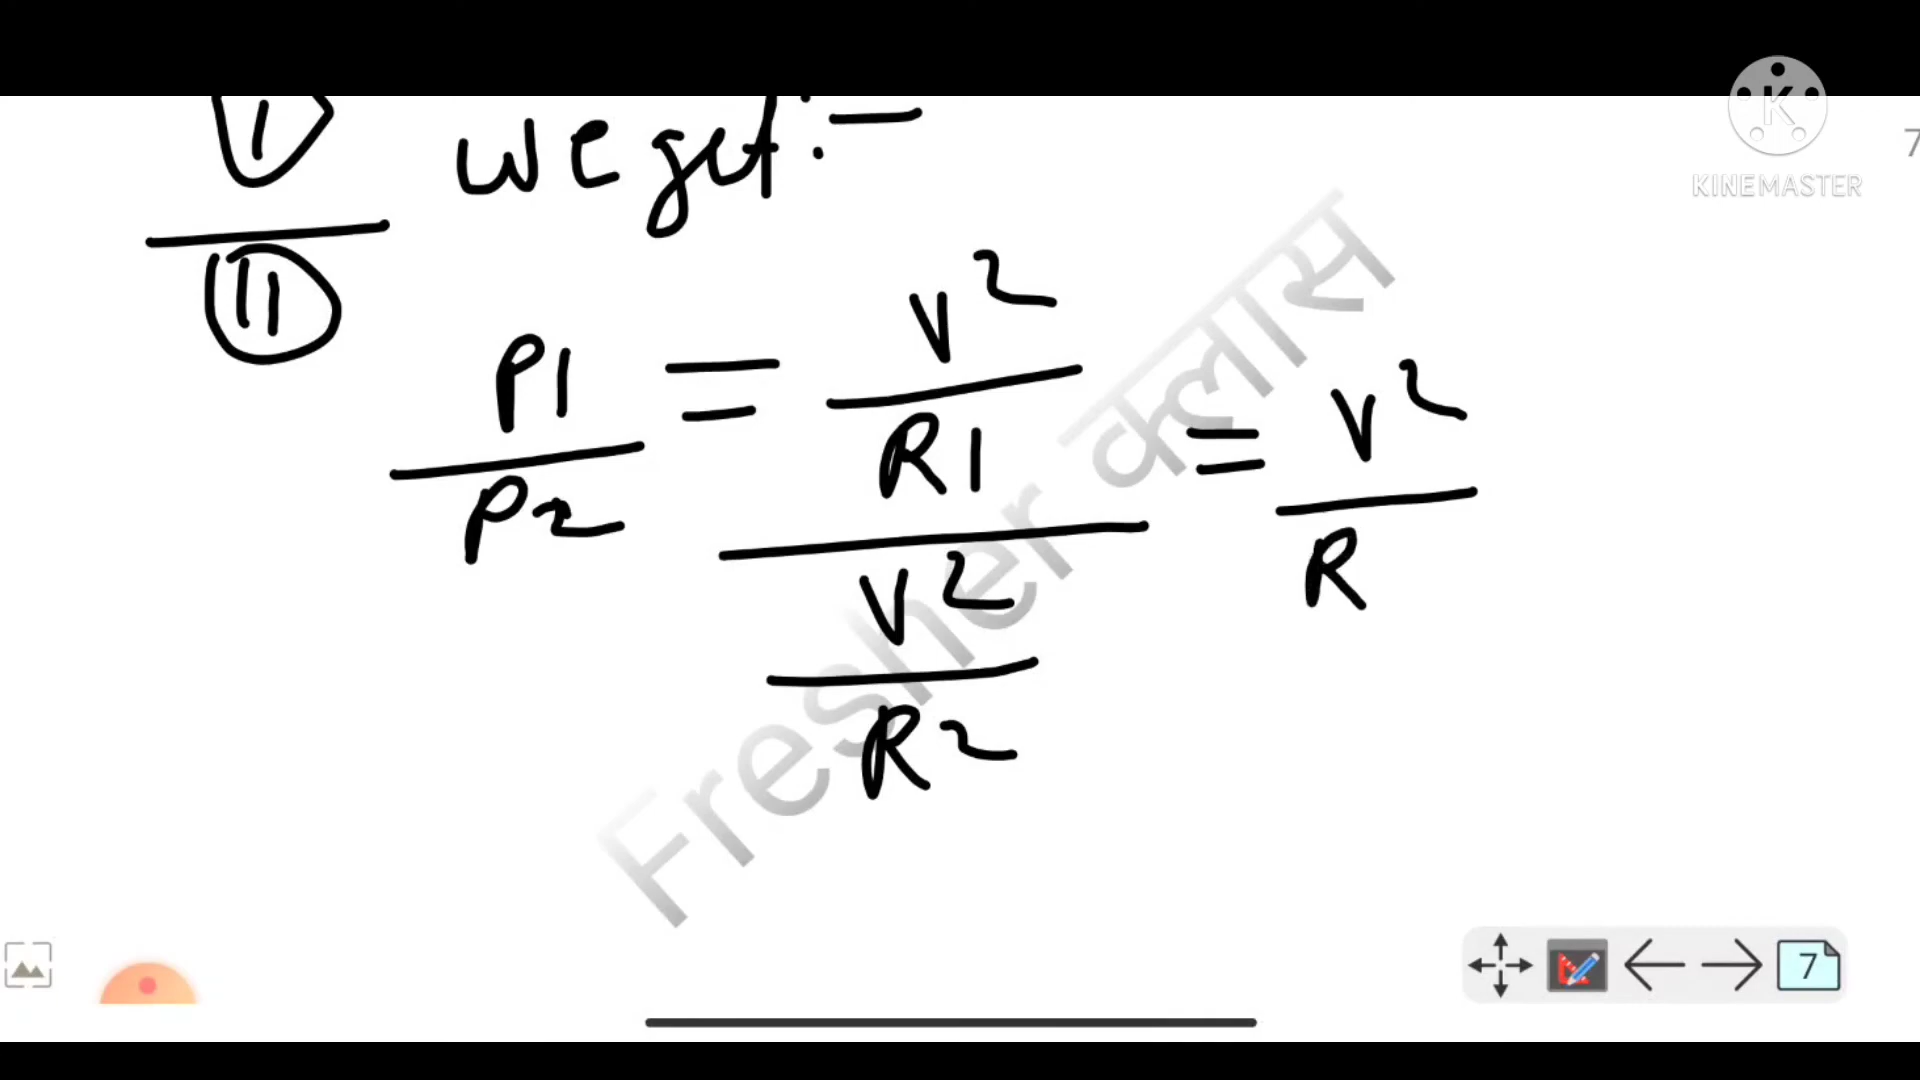 KINEMASTER
7
I we get:-
II
P1 = V² = V²
P2 R1 R
V²
R2
Fresher क्लास
7